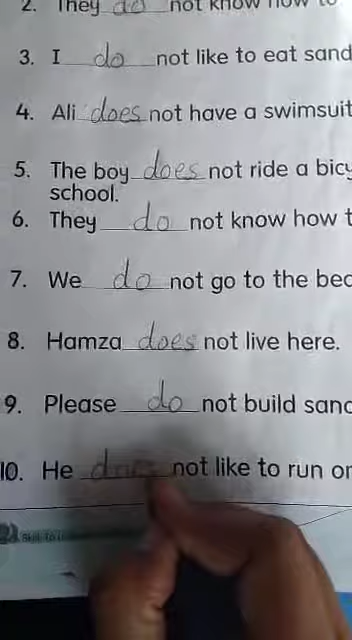 2. They do not know how to
3. I do not like to eat sand
4. Ali does not have a swimsuit
5. The boy does not ride a bicy
school.
6. They do not know how t
7. We do not go to the bea
8. Hamza does not live here.
9. Please do not build sand
10. He does not like to run on